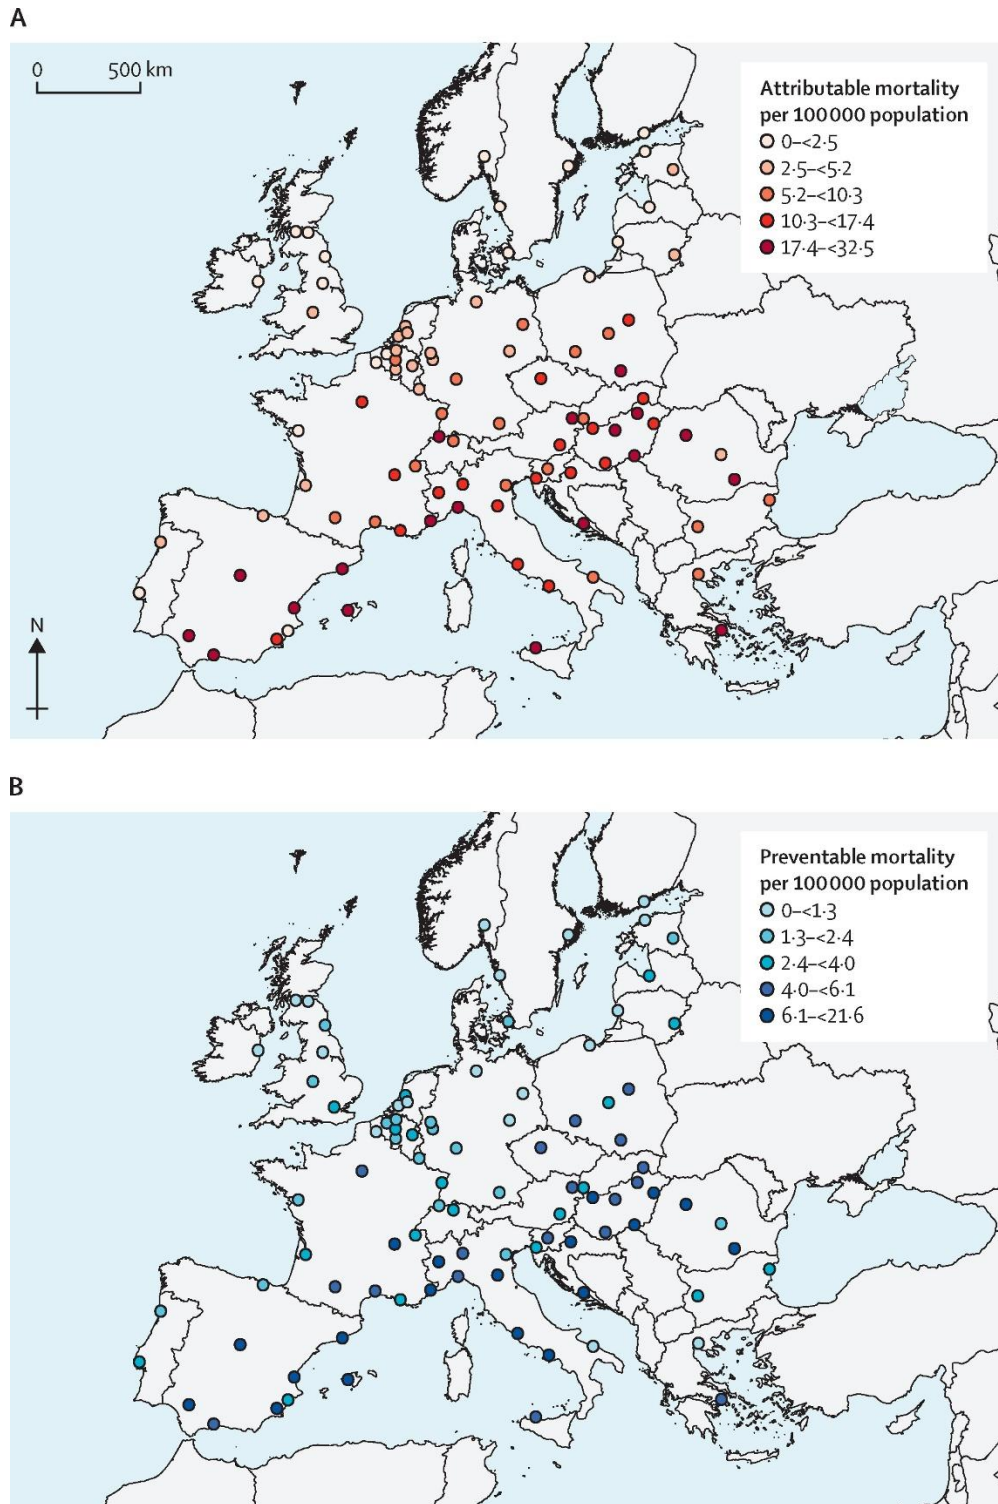 A
0 500 km
Attributable mortality
per 100 000 population
0–<2·5
2·5–<5·2
5·2–<10·3
10·3–<17·4
17·4–<32·5
N
B
Preventable mortality
per 100 000 population
0–<1·3
1·3–<2·4
2·4–<4·0
4·0–<6·1
6·1–<21·6